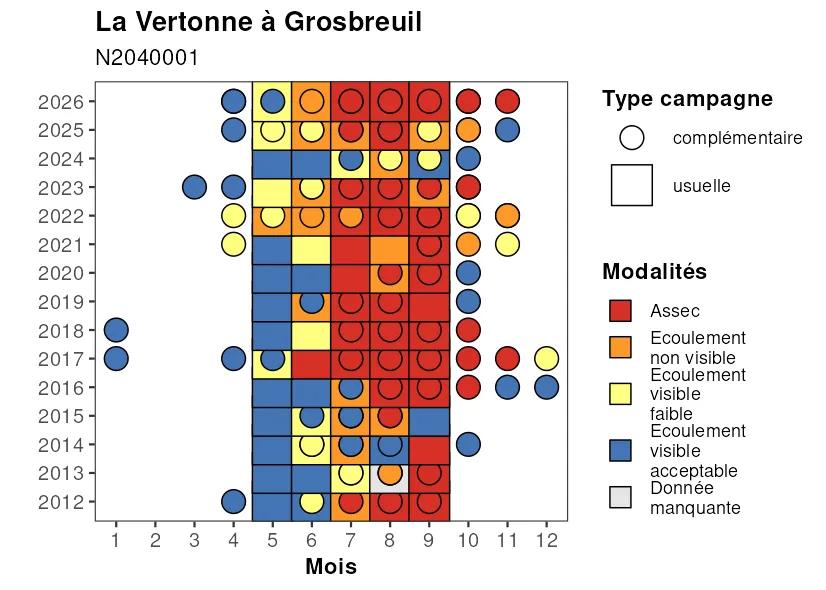 La Vertonne à Grosbreuil
N2040001
2026
2025
2024
2023
2022
2021
2020
2019
2018
2017
2016
2015
2014
2013
2012
1 2 3 4 5 6 7 8 9 10 11 12
Mois
Type campagne
complémentaire
usuelle
Modalités
Assec
Ecoulement
non visible
Ecoulement
visible
faible
Ecoulement
visible
acceptable
Donnée
manquante